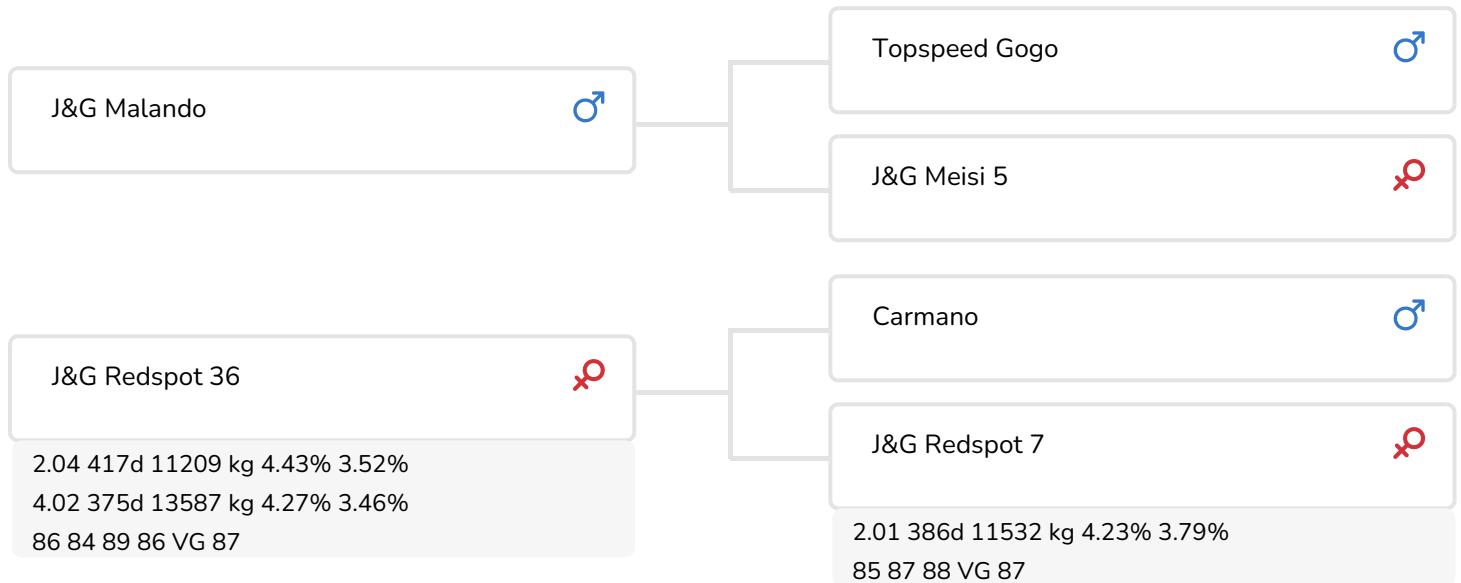 J&G Malando
Topspeed Gogo
J&G Meisi 5
J&G Redspot 36
2.04 417d 11209 kg 4.43% 3.52%
4.02 375d 13587 kg 4.27% 3.46%
86 84 89 86 VG 87
Carmano
J&G Redspot 7
2.01 386d 11532 kg 4.23% 3.79%
85 87 88 VG 87